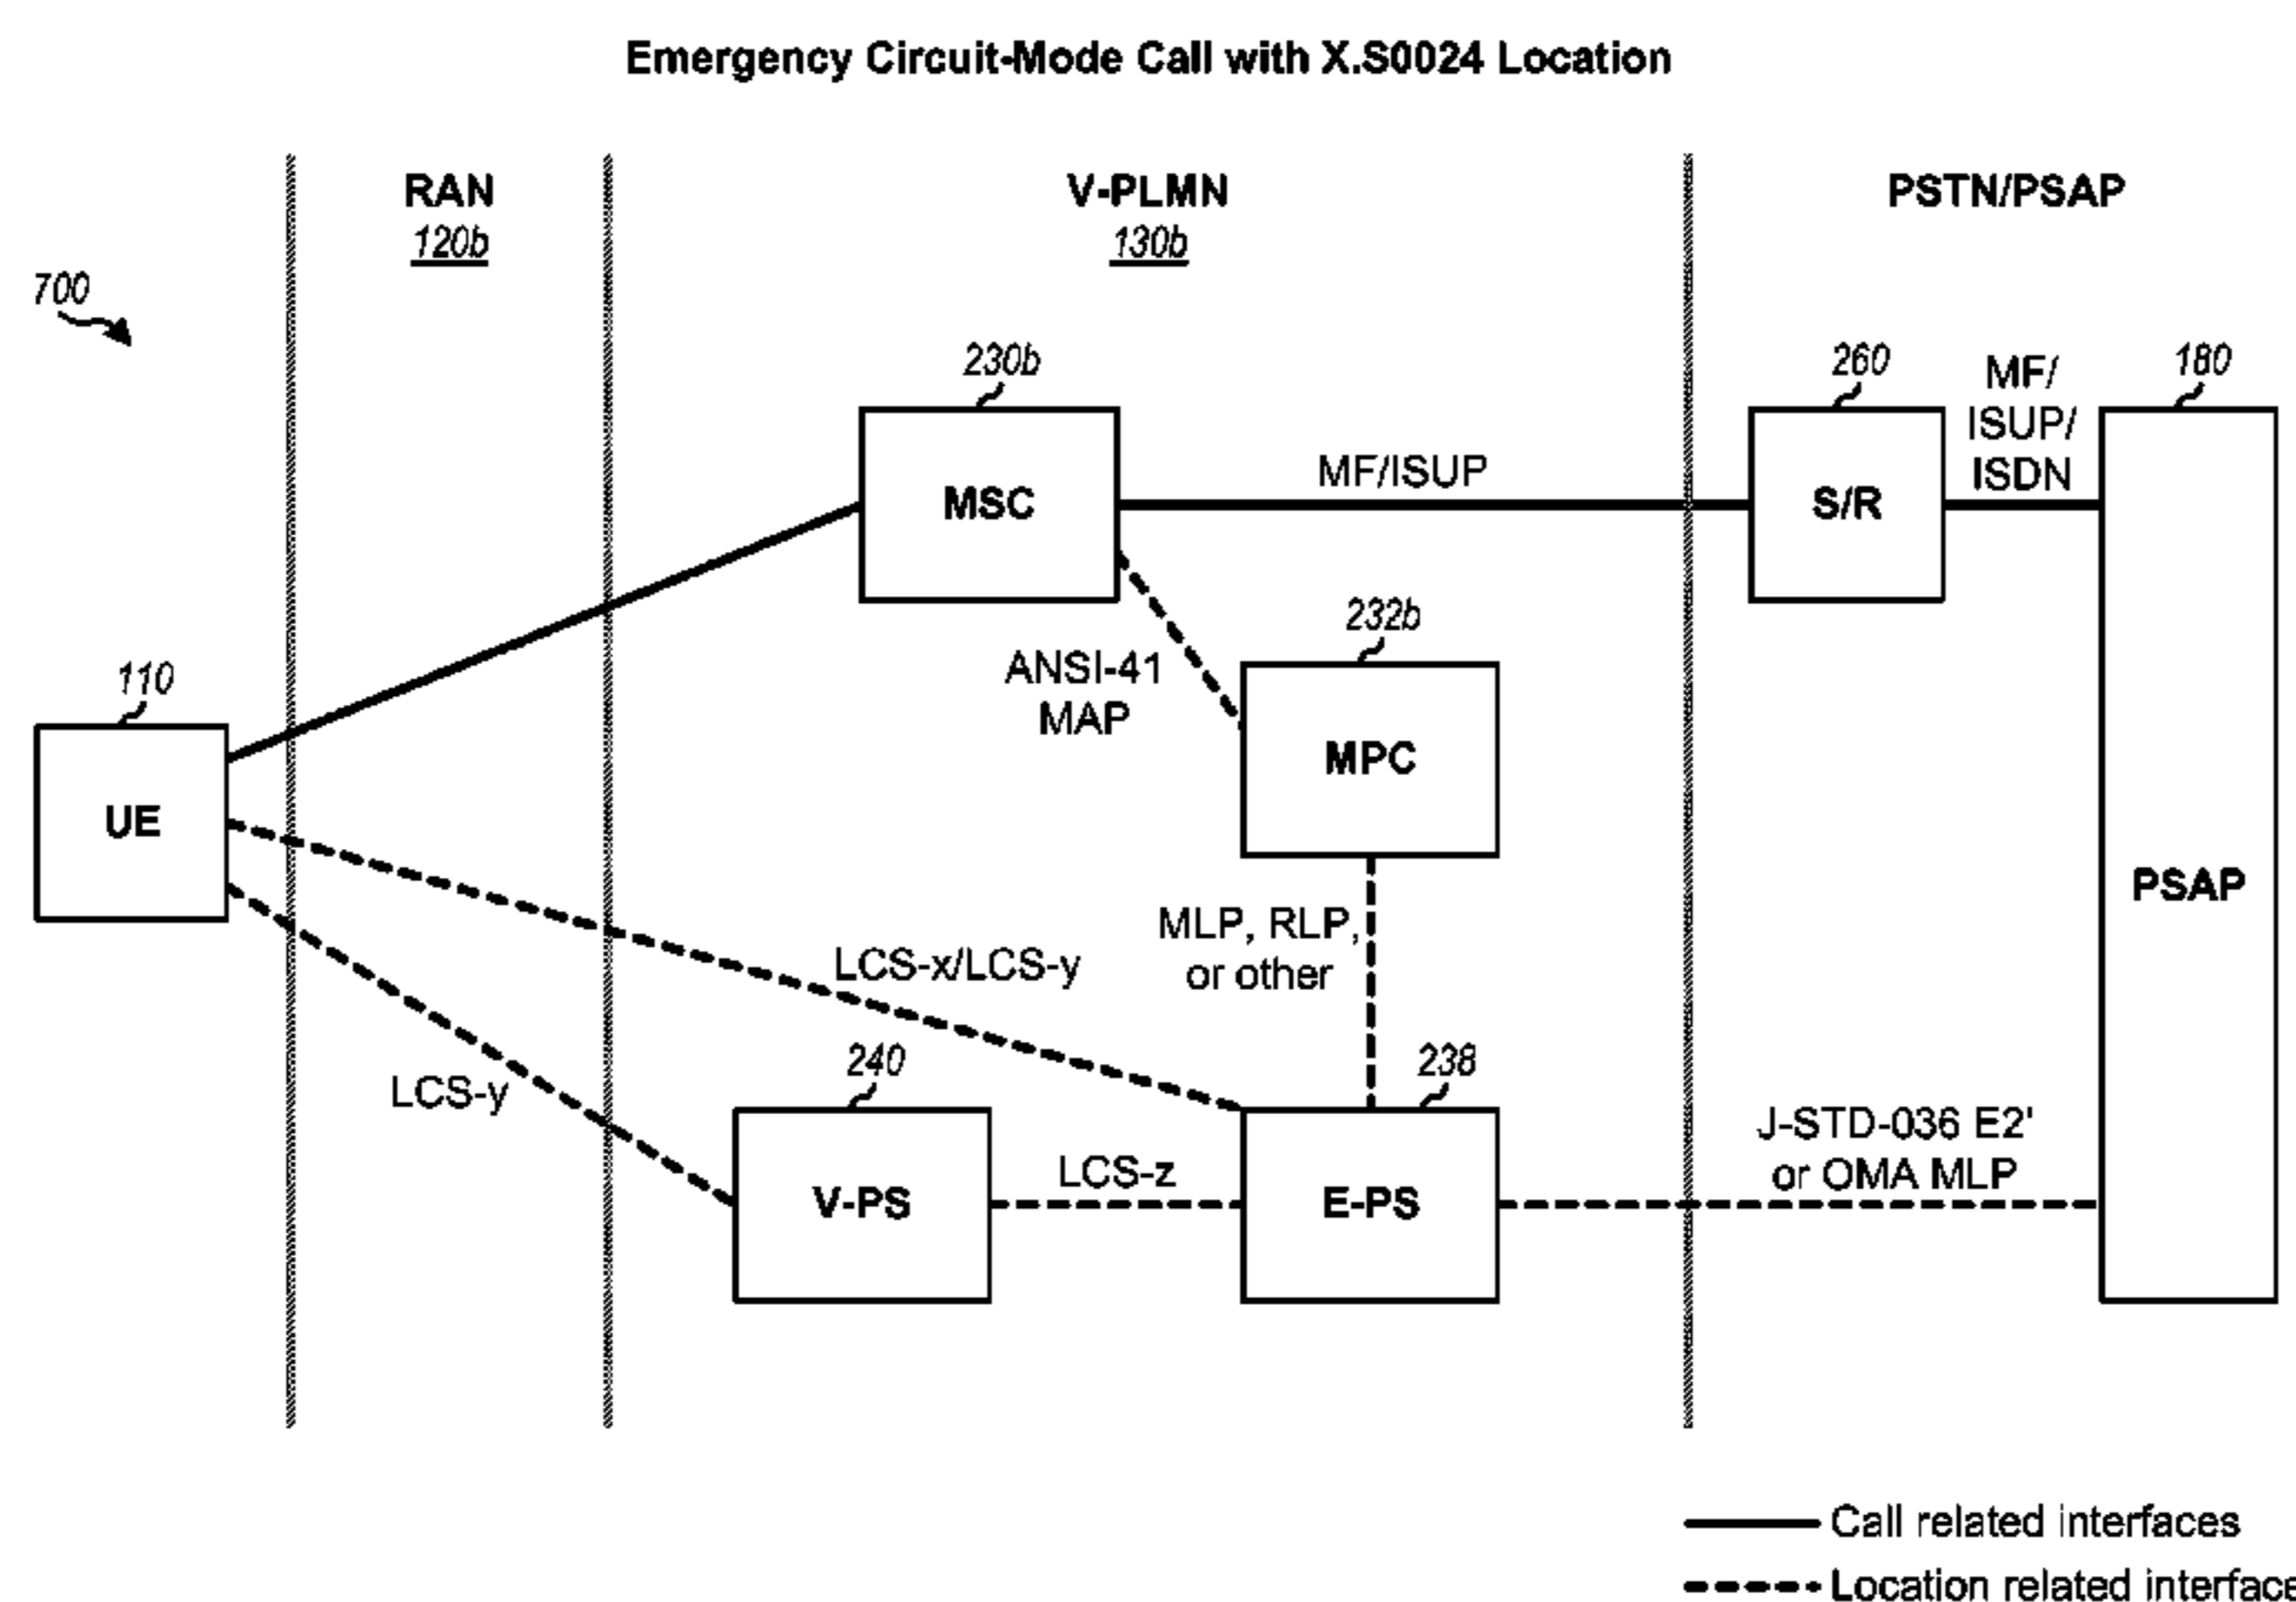 Emergency Circuit-Mode Call with X.S0024 Location
RAN
120b
V-PLMN
130b
PSTN/PSAP
700
230b
MSC
MF/ISUP
260
S/R
MF/
ISUP/
ISDN
180
PSAP
110
UE
ANSI-41
MAP
232b
MPC
MLP, RLP,
or other
LCS-x/LCS-y
LCS-y
240
V-PS
LCS-z
238
E-PS
J-STD-036 E2'
or OMA MLP
Call related interfaces
Location related interface